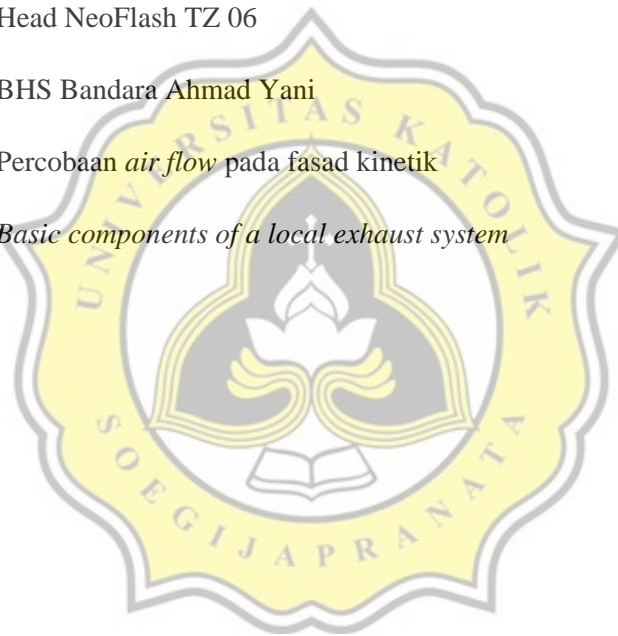 Head NeoFlash TZ 06
BHS Bandara Ahmad Yani
UNIVERSITAS KATOLIK
Percobaan air flow pada fasad kinetik
Basic components of a local exhaust system
SOEGIJAPRANATA